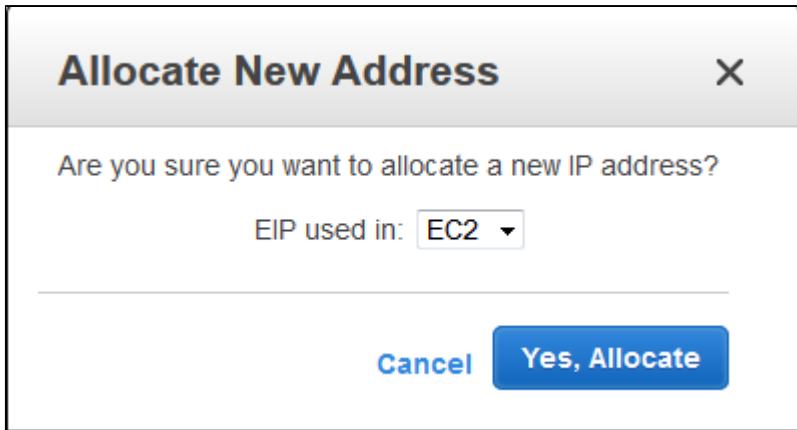 Allocate New Address
Are you sure you want to allocate a new IP address?
EIP used in: EC2
Cancel Yes, Allocate